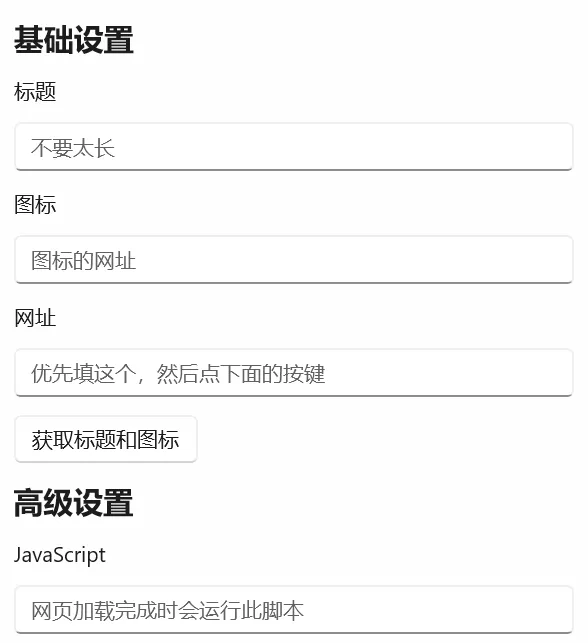 基础设置
标题
不要太长
图标
图标的网址
网址
优先填这个，然后点下面的按键
获取标题和图标
高级设置
JavaScript
网页加载完成时会运行此脚本